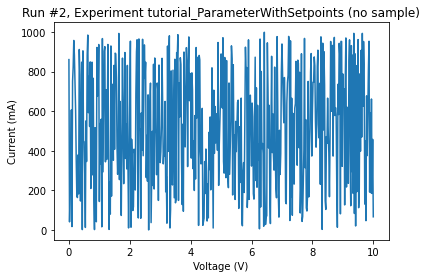 Run #2, Experiment tutorial_ParameterWithSetpoints (no sample)
1000
800
600
400
200
0
Current (mA)
0 2 4 6 8 10
Voltage (V)